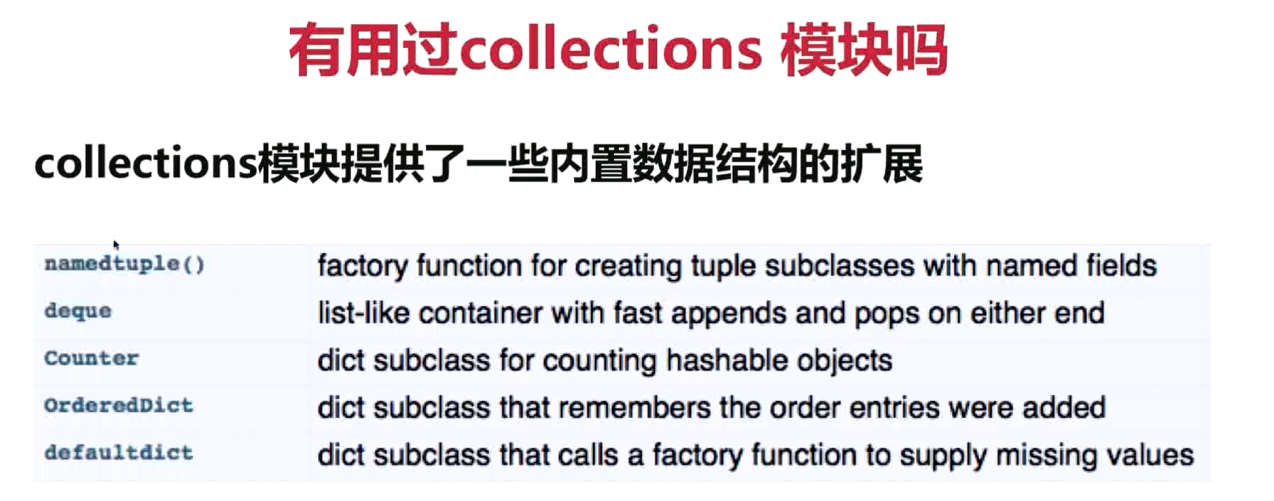 有用过collections 模块吗
collections模块提供了一些内置数据结构的扩展
namedtuple() factory function for creating tuple subclasses with named fields
deque list-like container with fast appends and pops on either end
Counter dict subclass for counting hashable objects
OrderedDict dict subclass that remembers the order entries were added
defaultdict dict subclass that calls a factory function to supply missing values